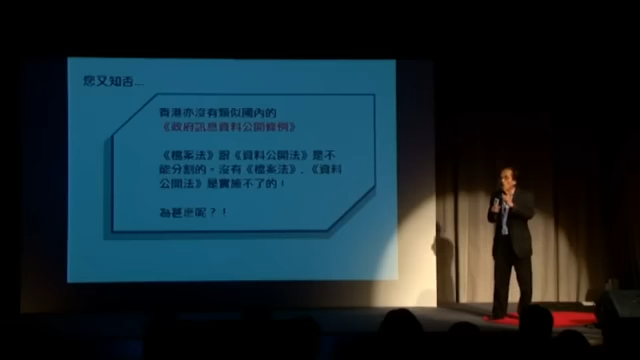 您又知否...
香港亦沒有類似國內的
《政府訊息資料公開條例》
《檔案法》跟《資料公開法》是不
能分割的。沒有《檔案法》，《資料
公開法》是實施不了的！
為甚麽呢？！